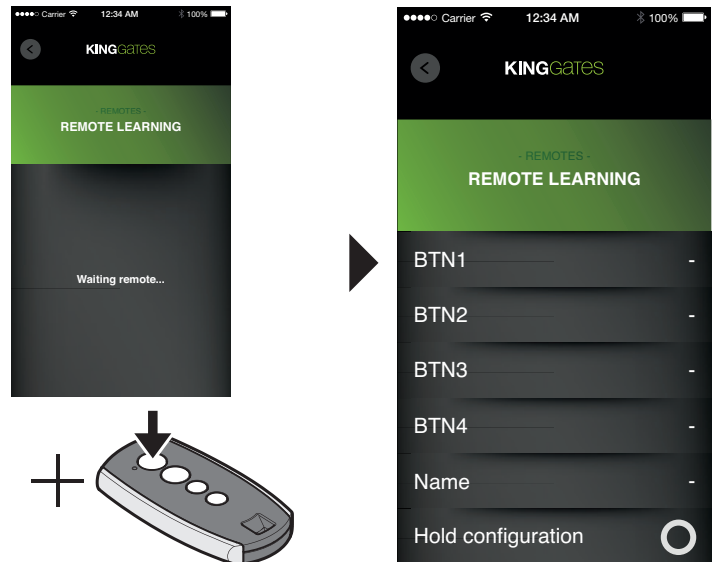 Carrier 12:34 AM 100%
KINGGATES
- REMOTES -
REMOTE LEARNING
Waiting remote...
Carrier 12:34 AM 100%
KINGGATES
- REMOTES -
REMOTE LEARNING
BTN1 -
BTN2 -
BTN3 -
BTN4 -
Name -
Hold configuration